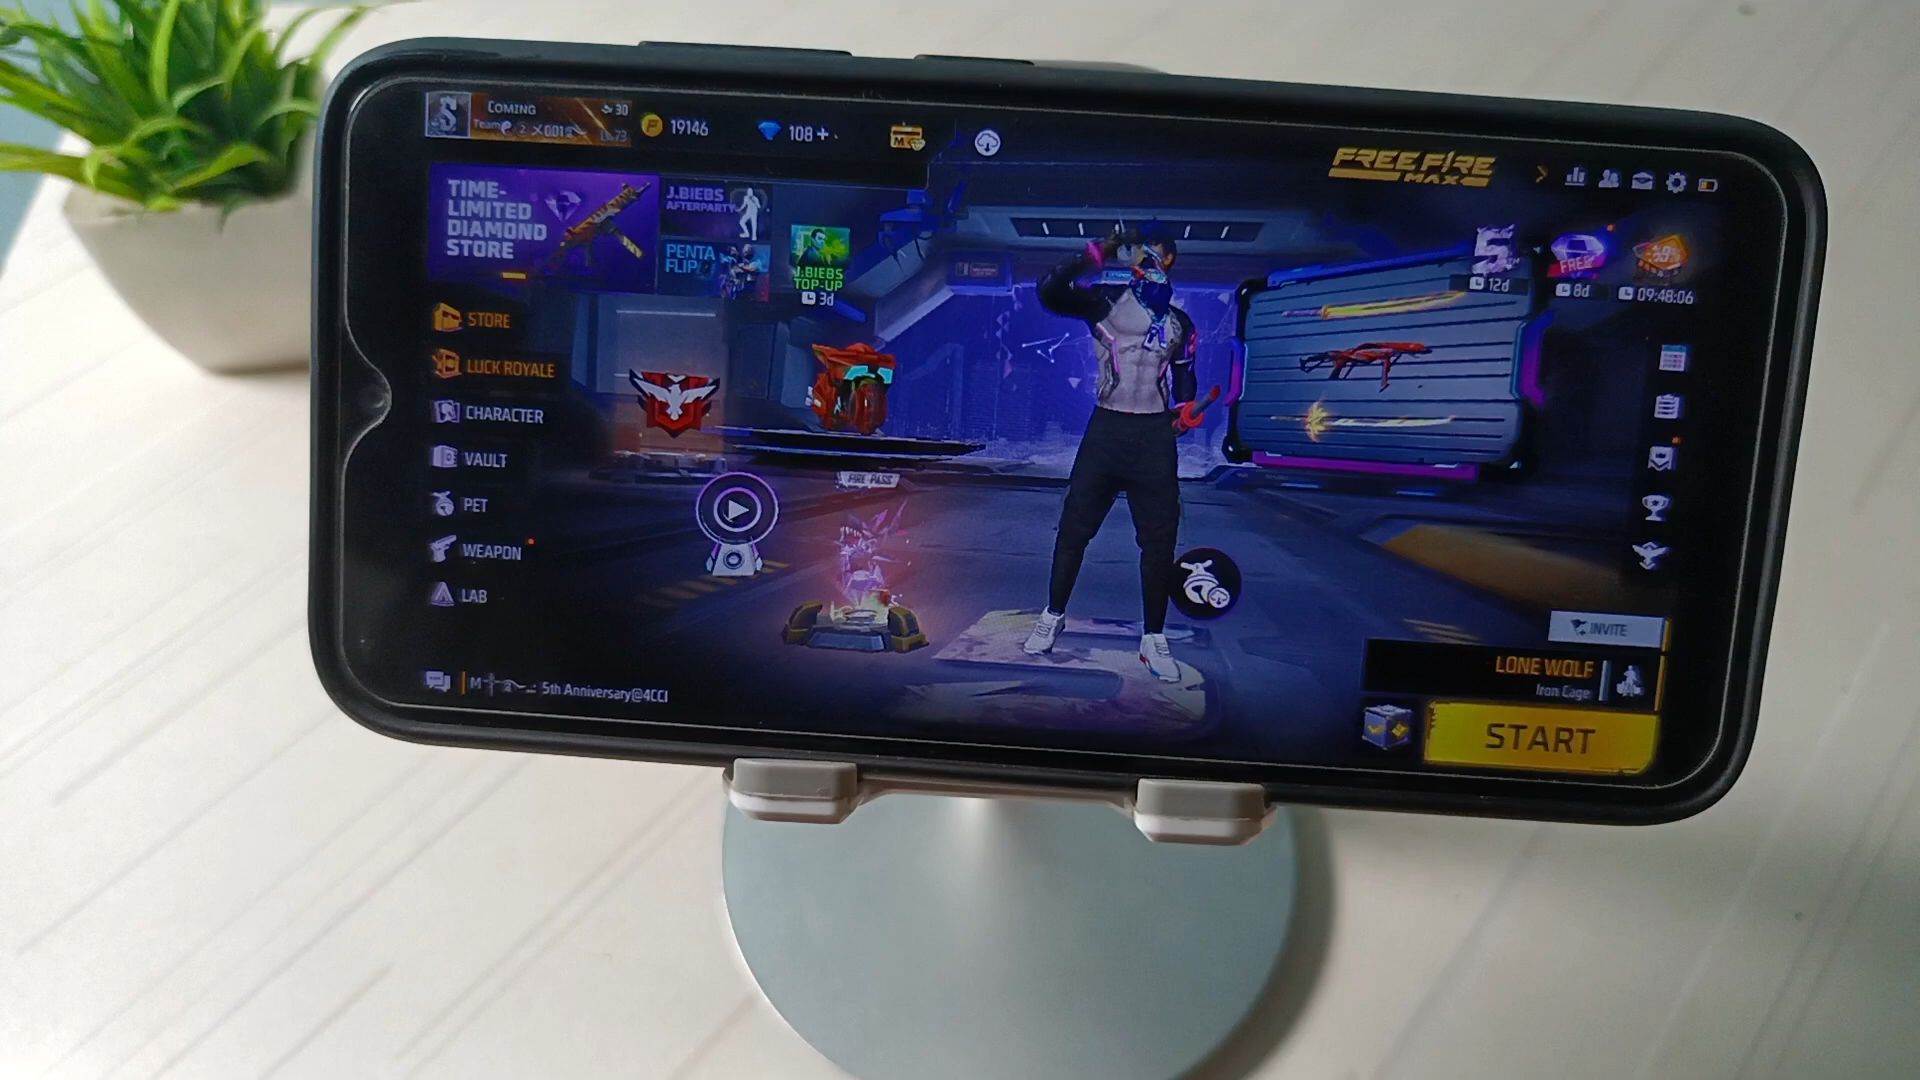 COMING
30
Team
19146
108 +
FREE FIRE
MAX
TIME-
LIMITED
DIAMOND
STORE
J.BIEBS
AFTERPARTY
PENTA
FLIP
J.BIEBS
TOP-UP
3d
12d
FREE
8d
09:48:06
STORE
LUCK ROYALE
CHARACTER
VAULT
PET
WEAPON
LAB
FIRE PASS
INVITE
LONE WOLF
Iron Cage
START
5th Anniversary@4CCI